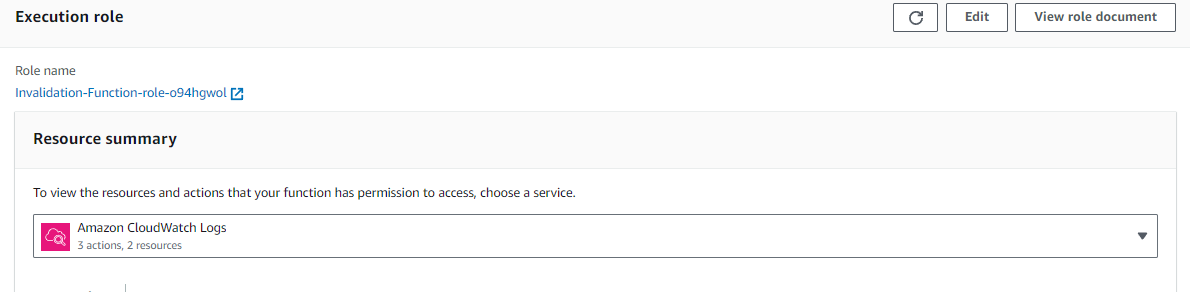 Execution role
Edit
View role document
Role name
Invalidation-Function-role-o94hgwol
Resource summary
To view the resources and actions that your function has permission to access, choose a service.
Amazon CloudWatch Logs
3 actions, 2 resources